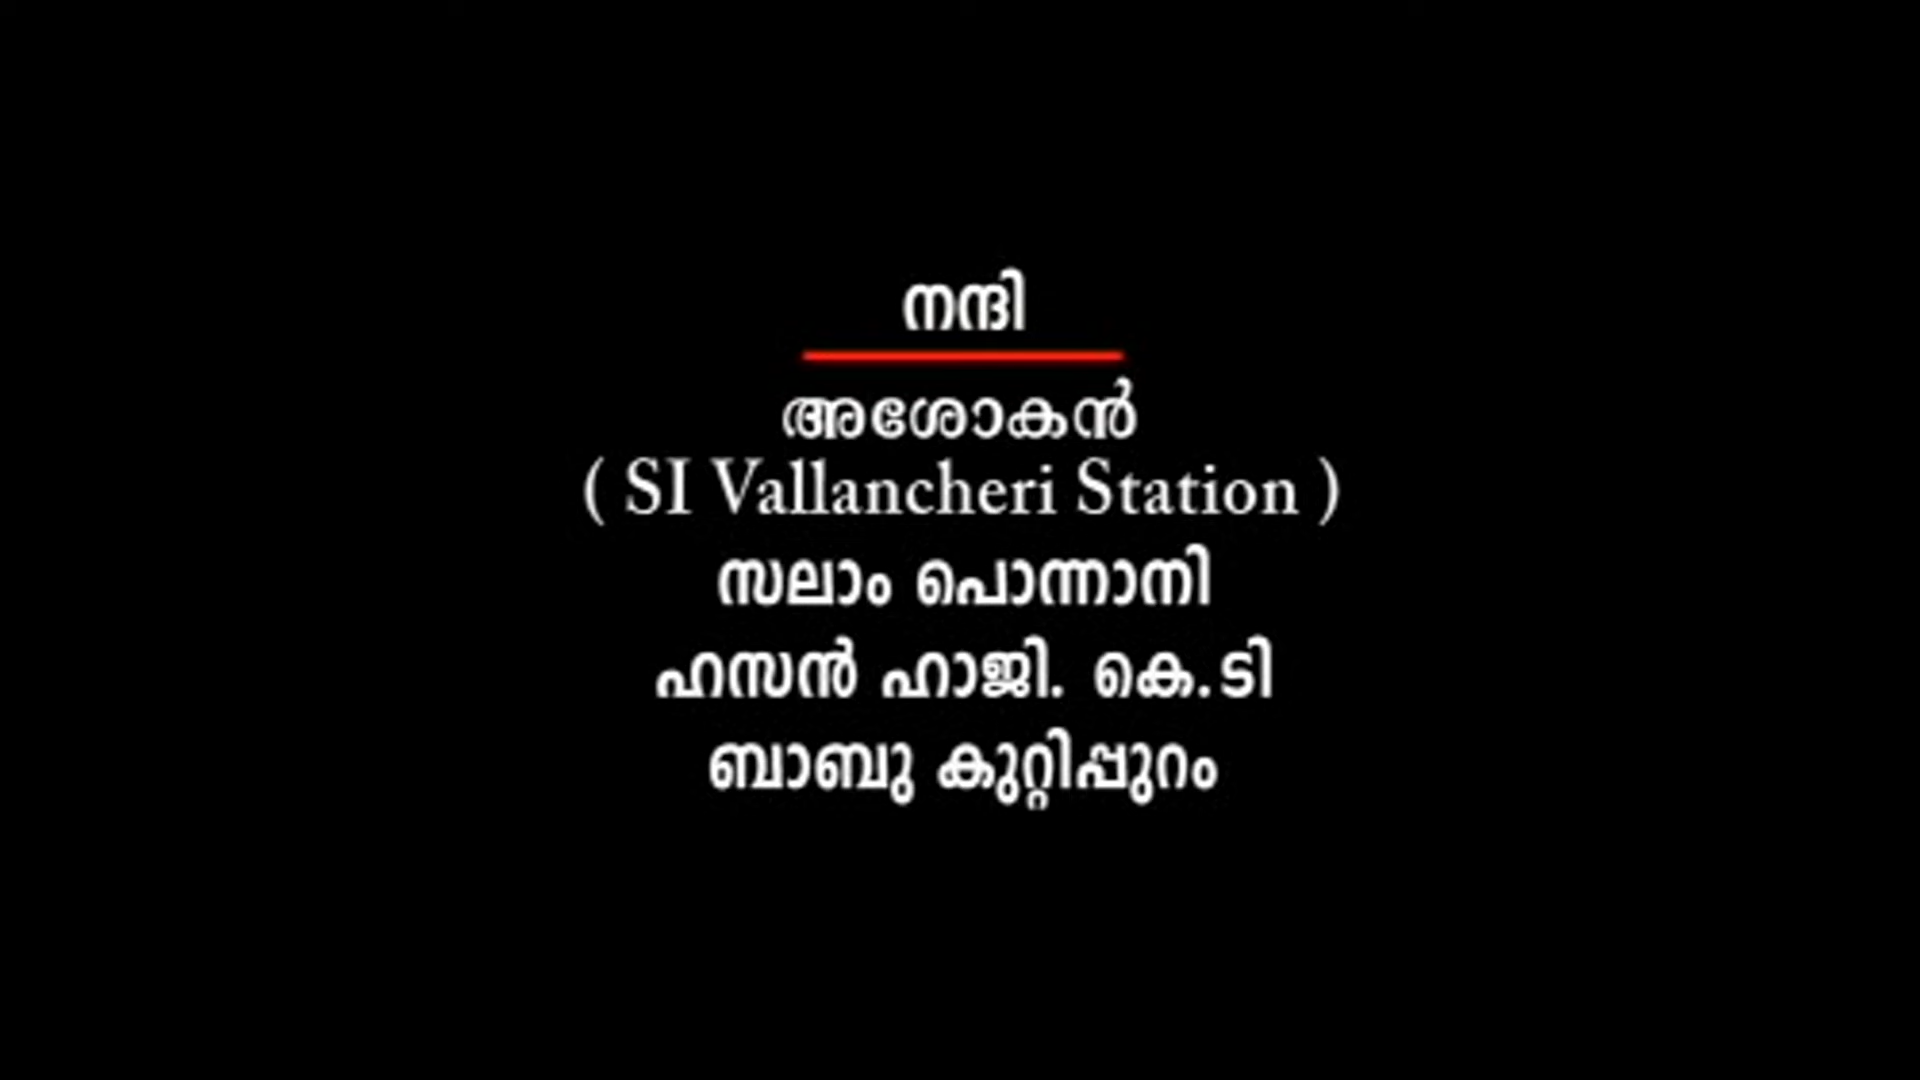 നന്ദി
അശോകൻ
( SI Vallancheri Station )
സലാം പൊന്നാനി
ഹസൻ ഹാജി. കെ.ടി
ബാബു കുറ്റിപ്പുറം